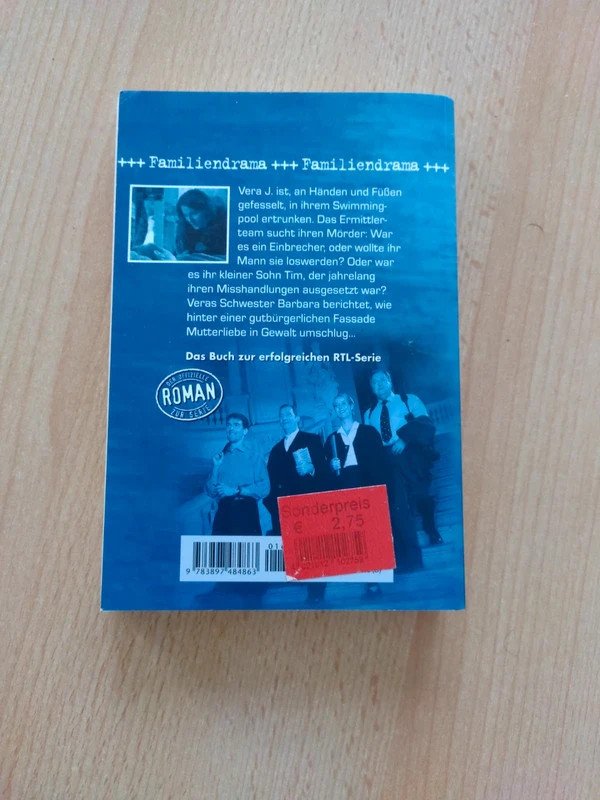 +++ Familiendrama +++ Familiendrama +++
Vera J. ist, an Händen und Füßen
gefesselt, in ihrem Swimming-
pool ertrunken. Das Ermittler-
team sucht ihren Mörder: War
es ein Einbrecher, oder wollte ihr
Mann sie loswerden? Oder war
es ihr kleiner Sohn Tim, der jahrelang
ihren Misshandlungen ausgesetzt war?
Veras Schwester Barbara berichtet, wie
hinter einer gutbürgerlichen Fassade
Mutterliebe in Gewalt umschlug...
Das Buch zur erfolgreichen RTL-Serie
DER OFFIZIELLE
ROMAN
ZUR SERIE
Sonderpreis
€ 2,75
9 783897 484863